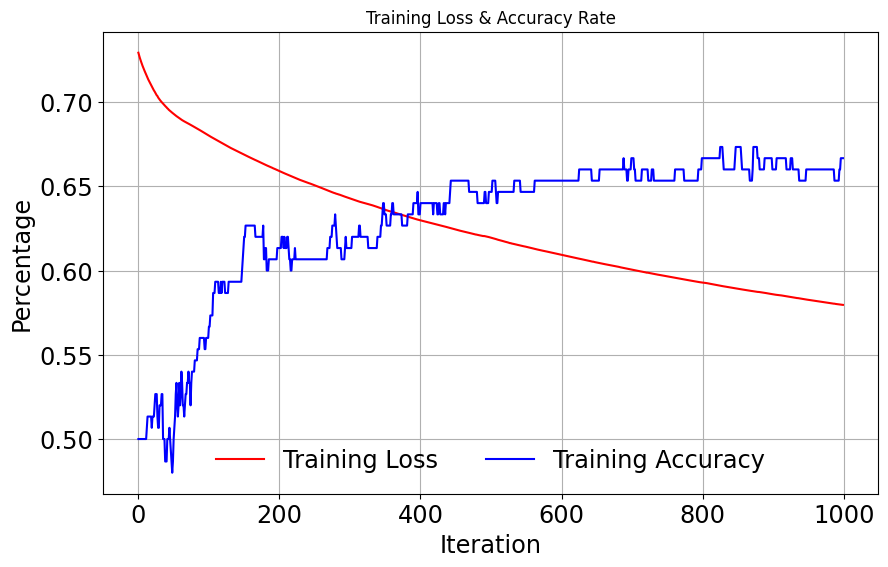 Training Loss & Accuracy Rate
Percentage
0.70
0.65
0.60
0.55
0.50
Training Loss
Training Accuracy
0
200
400
600
800
1000
Iteration